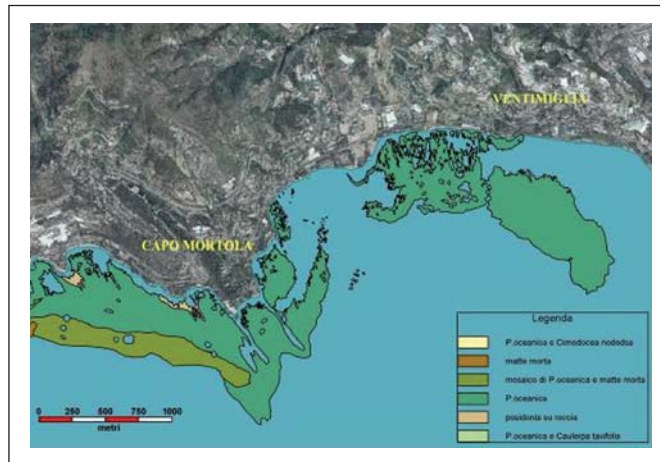 VENTIMIGLIA
CAPO MORTOLA
Legenda
P.oceanica e Cimodocea nododsa
matte morta
mosaico di P.oceanica e matte morta
P.oceanica
posidonia su roccia
P.oceanica e Caulerpa taxifolia
0 250 500 750 1000
metri